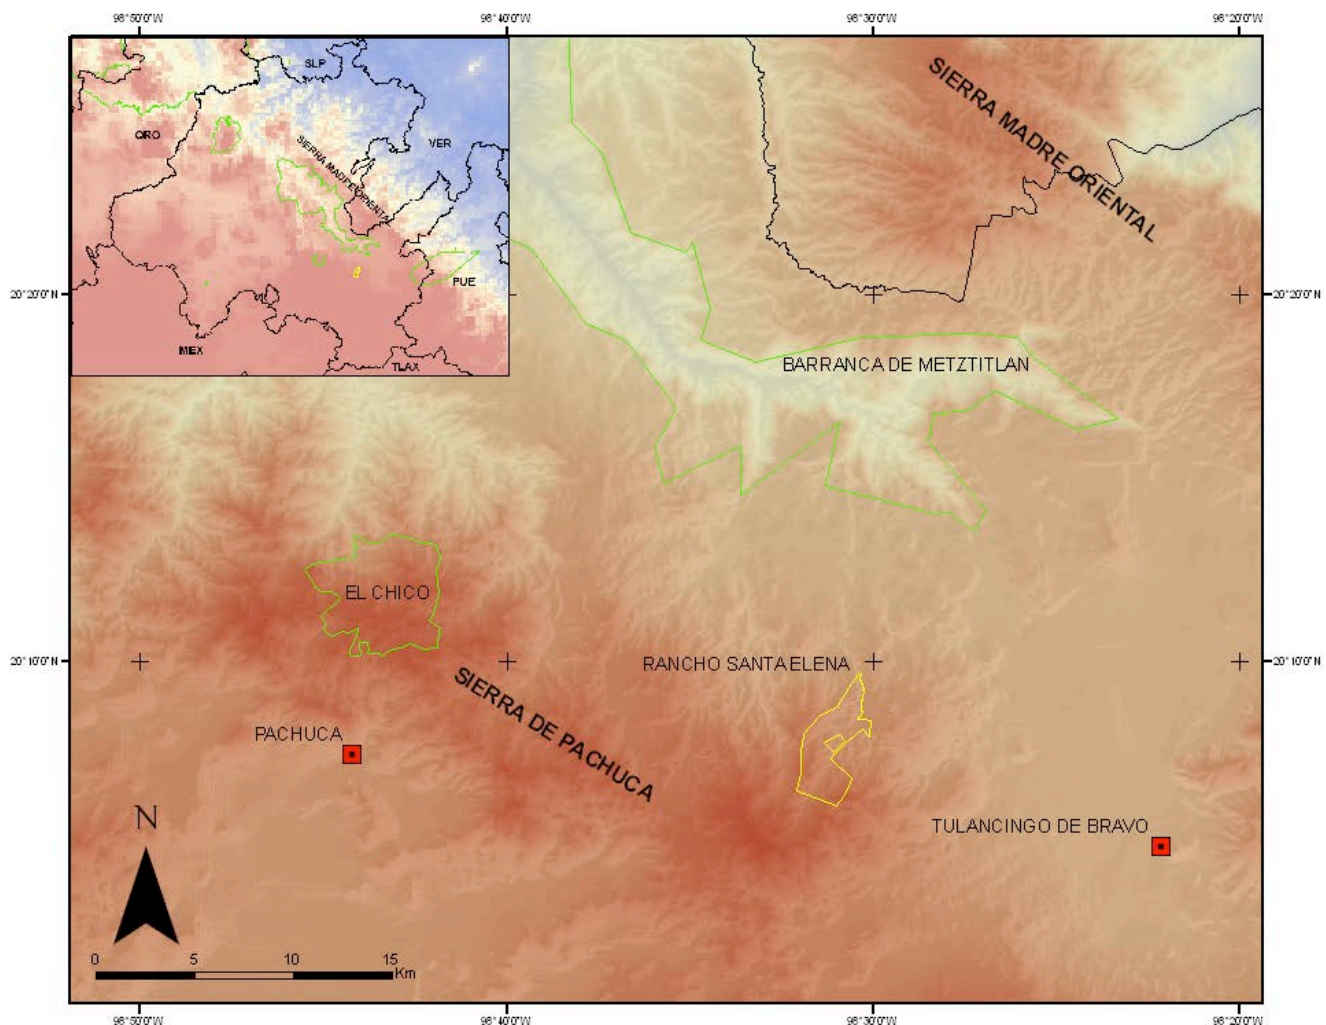 98°50'0"W 98°40'0"W 98°30'0"W 98°20'0"W
SLP
QRO
VER
SIERRA MADRE ORIENTAL
PUE
MEX
TLAX
SIERRA MADRE ORIENTAL
20°20'0"N 20°20'0"N
BARRANCA DE METZTITLAN
EL CHICO
20°10'0"N 20°10'0"N
RANCHO SANTA ELENA
SIERRA DE PACHUCA
PACHUCA
TULANCINGO DE BRAVO
N
0 5 10 15
Km
98°50'0"W 98°40'0"W 98°30'0"W 98°20'0"W